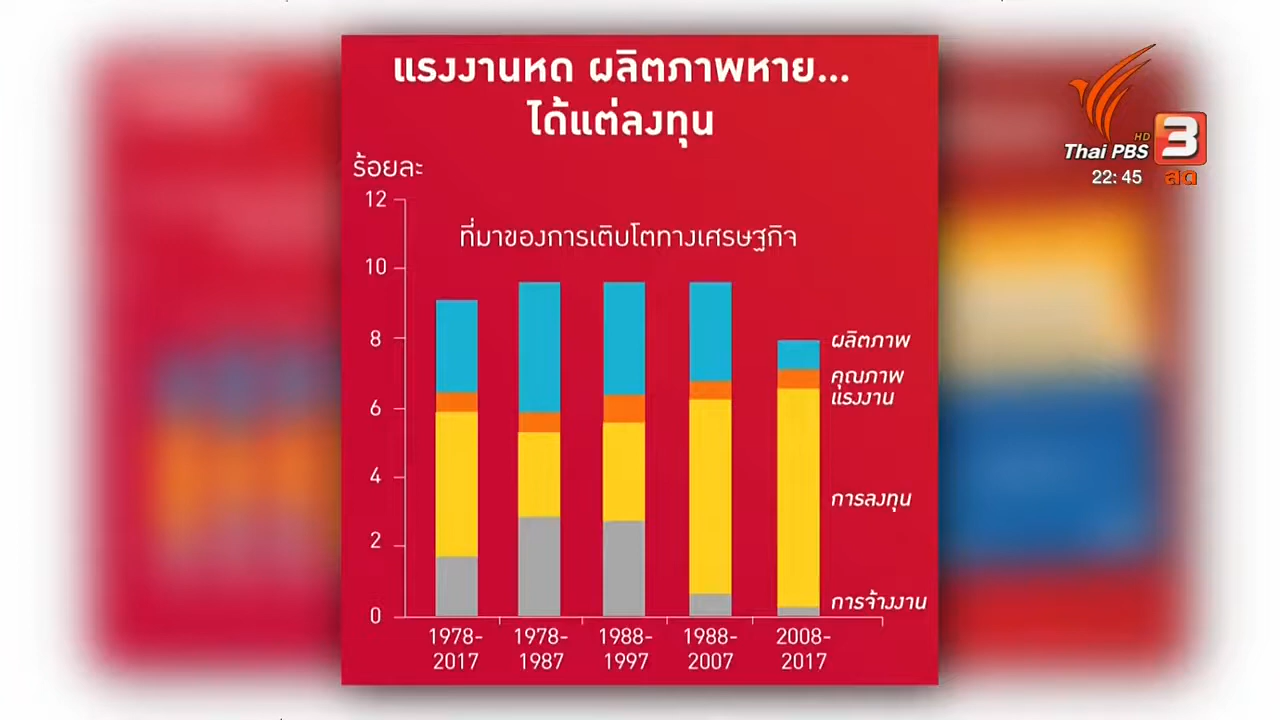 แรงงานหด ผลิตภาพหาย...
ได้แต่ลงทุน
ร้อยละ
12
ที่มาของการเติบโตทางเศรษฐกิจ
10
8
6
4
2
0
ผลิตภาพ
คุณภาพ
แรงงาน
การลงทุน
การจ้างงาน
1978-
2017
1978-
1987
1988-
1997
1988-
2007
2008-
2017
HD
Thai PBS 3
22:45 สด